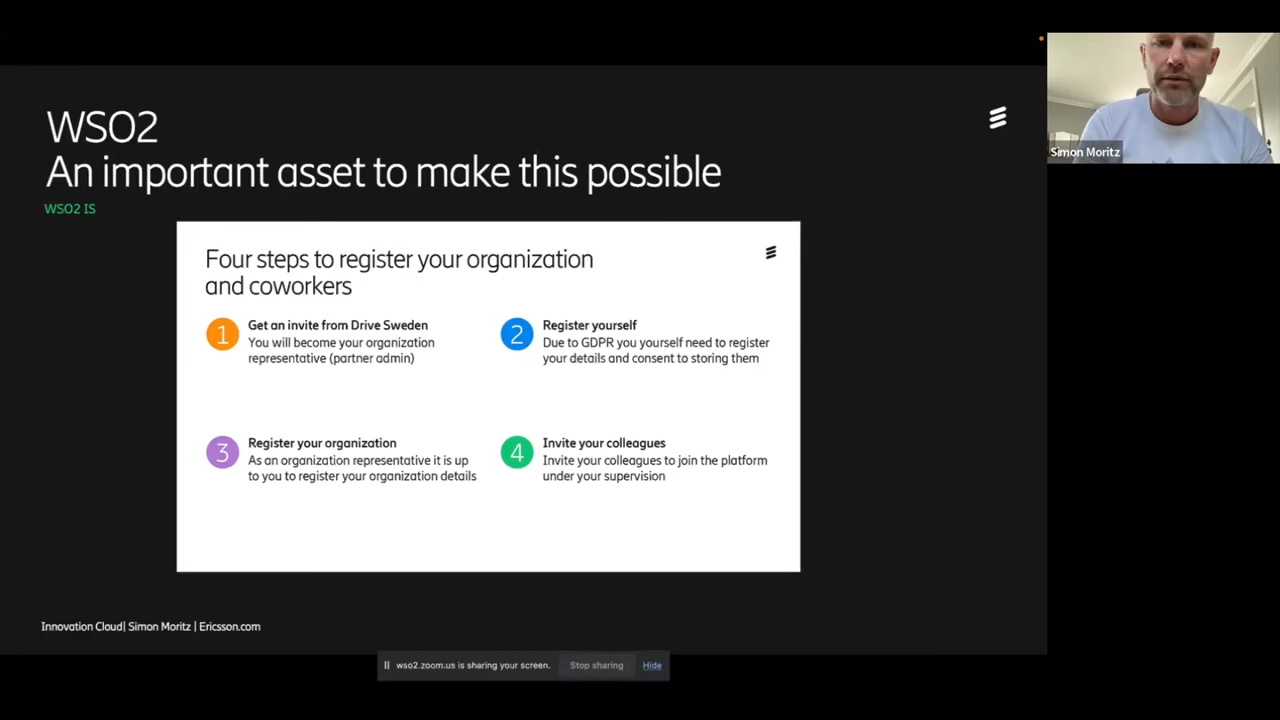 WSO2
An important asset to make this possible
WSO2 IS
Four steps to register your organization
and coworkers
1
Get an invite from Drive Sweden
You will become your organization
representative (partner admin)
2
Register yourself
Due to GDPR you yourself need to register
your details and consent to storing them
3
Register your organization
As an organization representative it is up
to you to register your organization details
4
Invite your colleagues
Invite your colleagues to join the platform
under your supervision
Innovation Cloud| Simon Moritz | Ericsson.com
wso2.zoom.us is sharing your screen.
Stop sharing
Hide
Simon Moritz